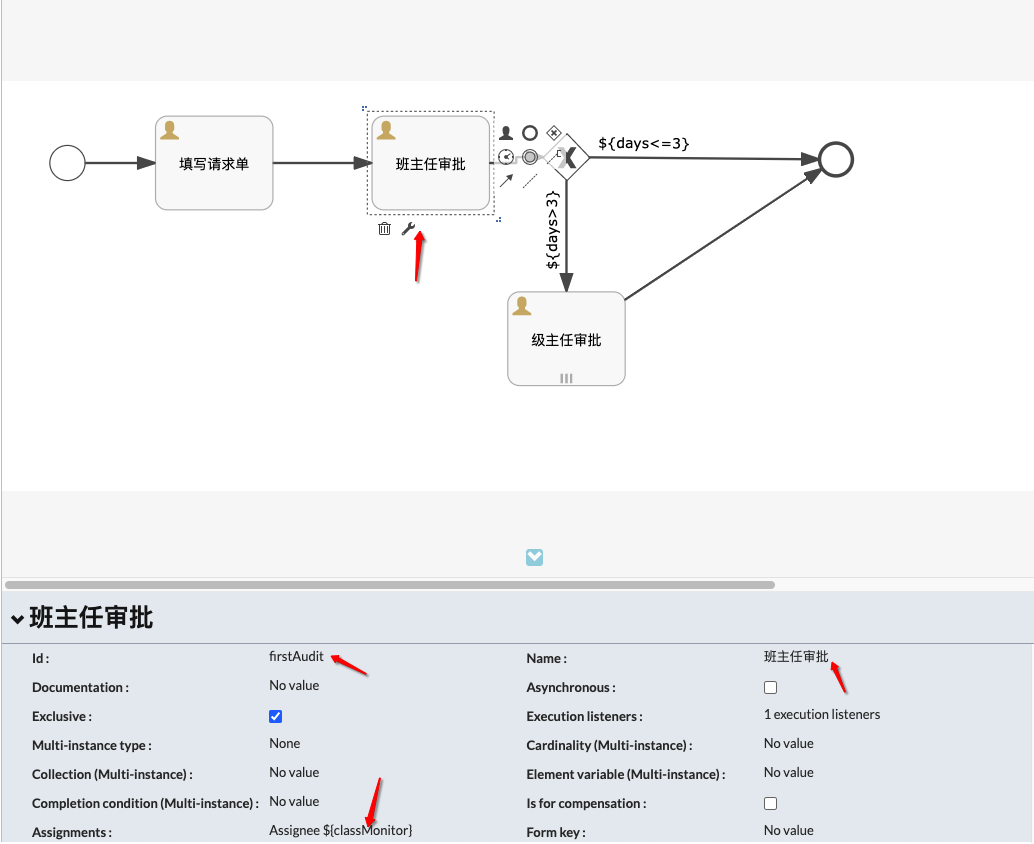 ${days<=3}
填写请求单
班主任审批
${days>3}
级主任审批
班主任审批
Id : firstAudit Name : 班主任审批
Documentation : No value Asynchronous :
Exclusive : Execution listeners : 1 execution listeners
Multi-instance type : None Cardinality (Multi-instance) : No value
Collection (Multi-instance) : No value Element variable (Multi-instance) : No value
Completion condition (Multi-instance) : No value Is for compensation :
Assignments : Assignee ${classMonitor} Form key : No value